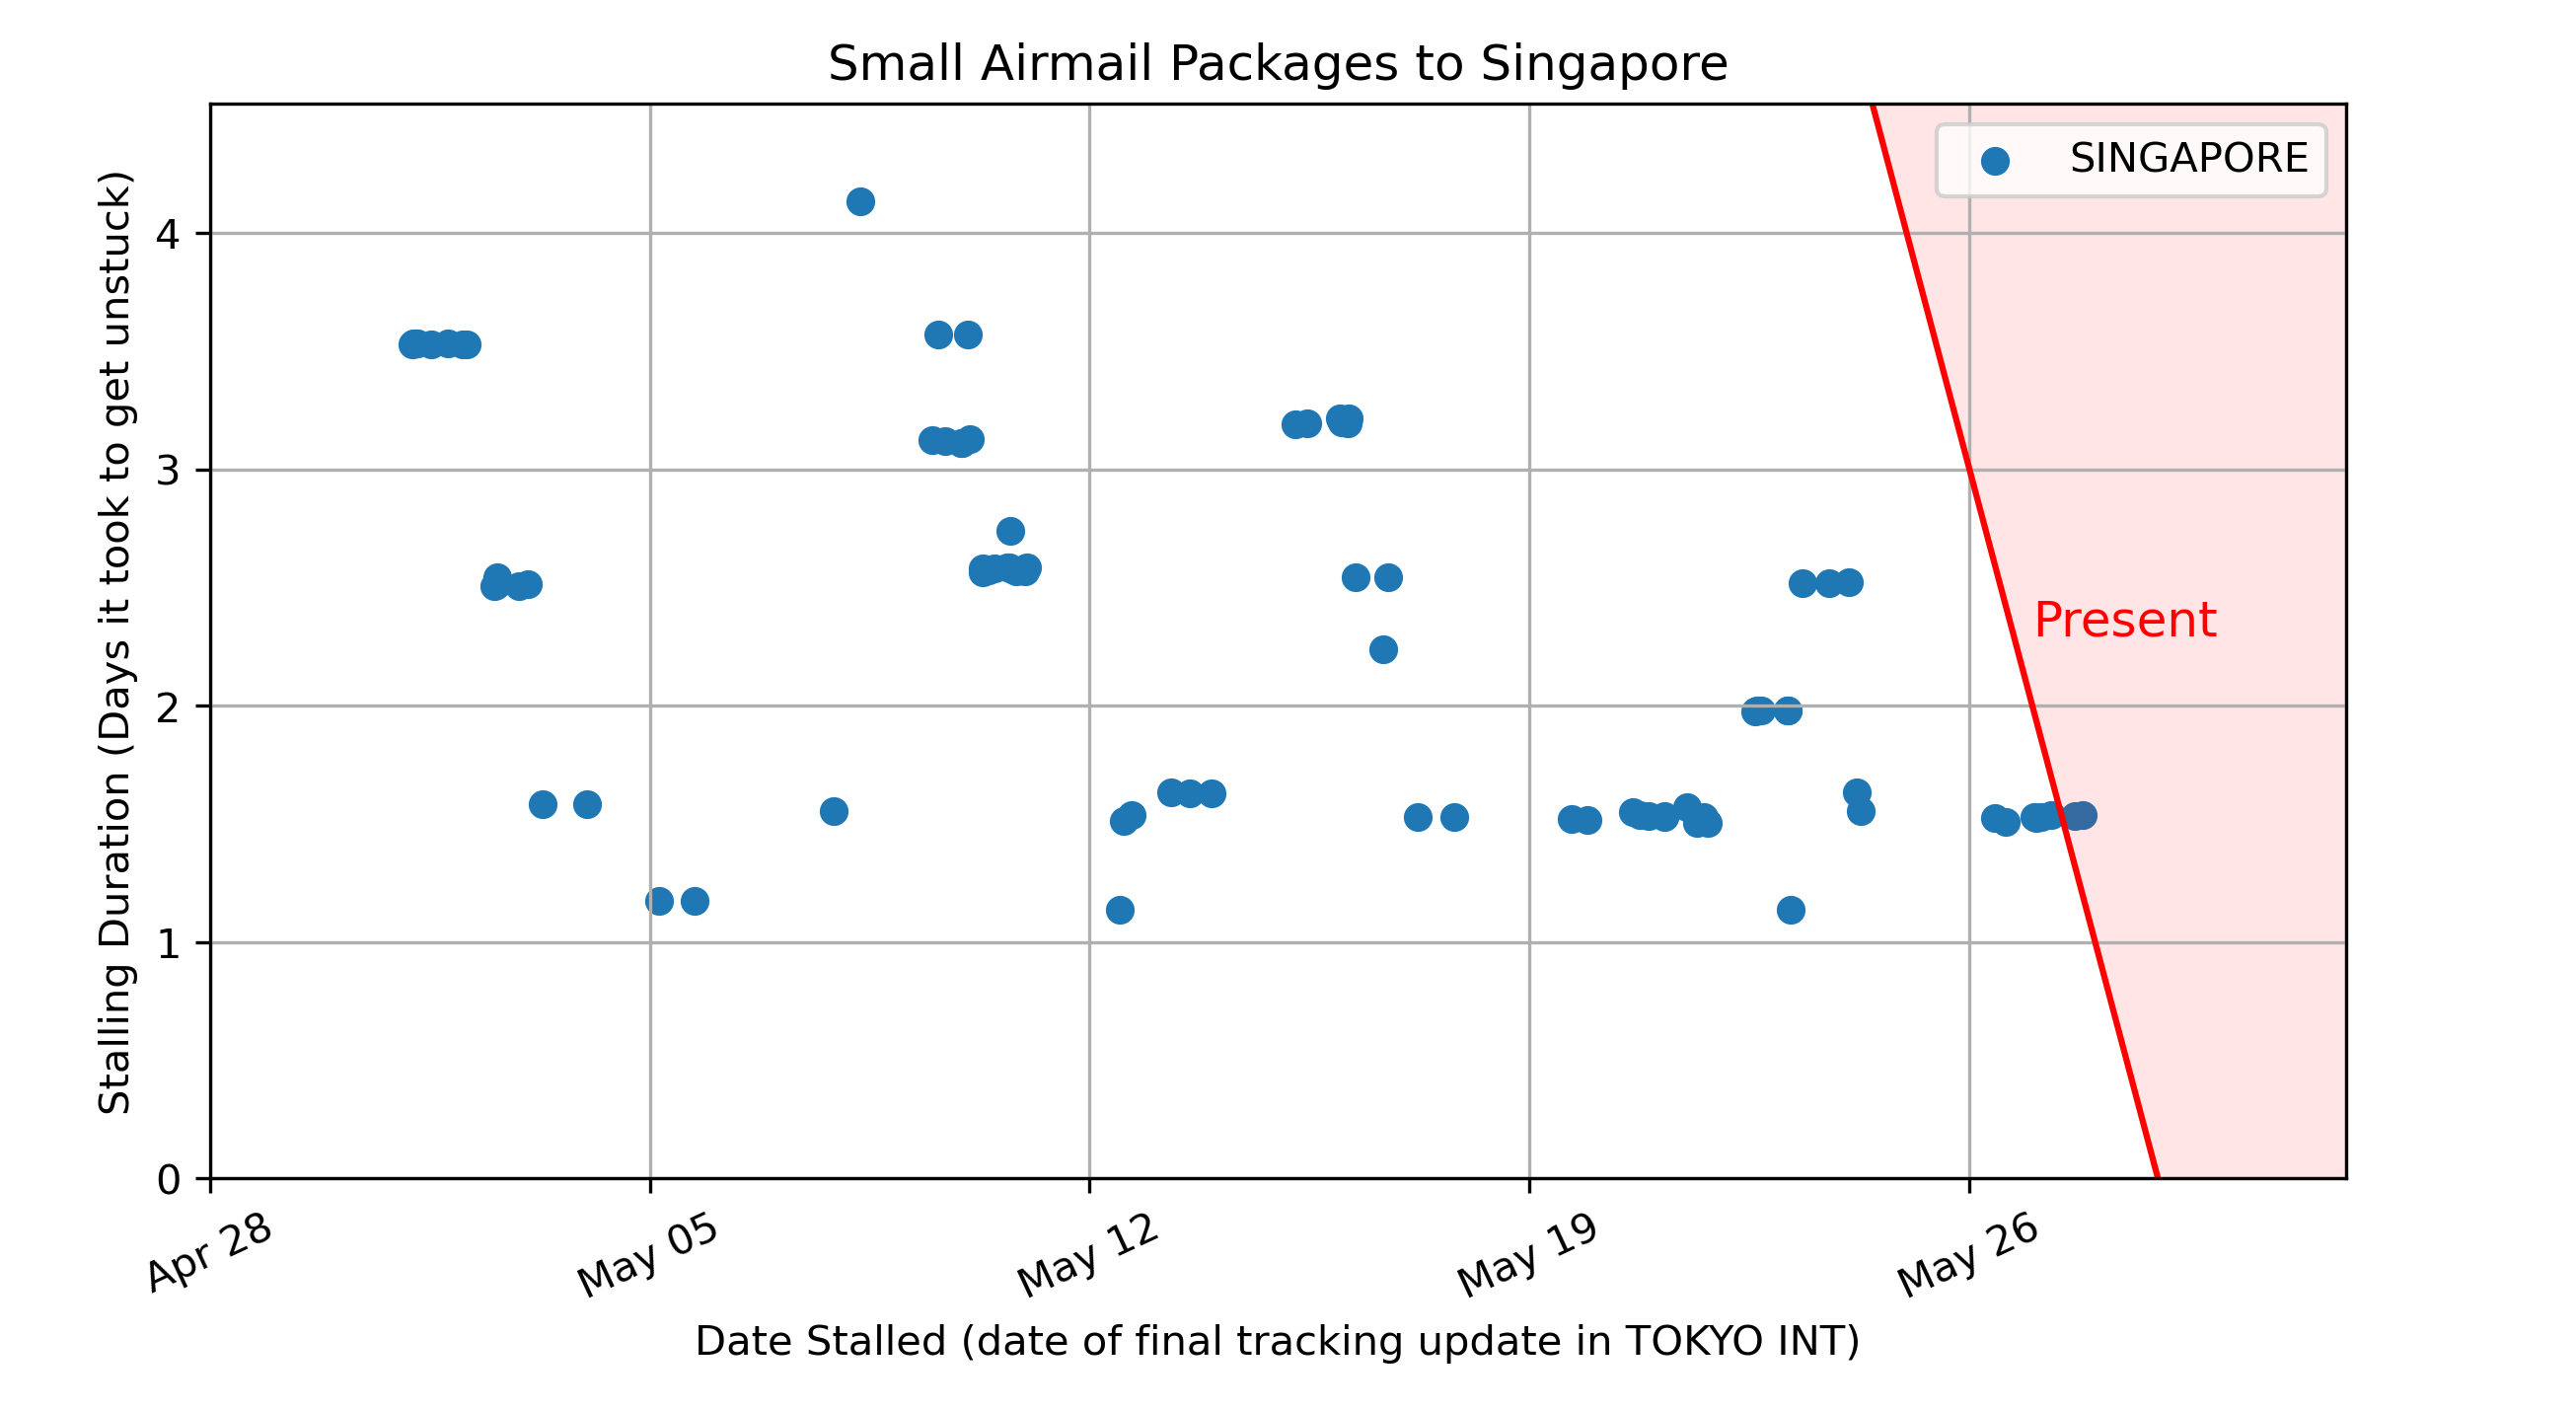 Small Airmail Packages to Singapore
SINGAPORE
Stalling Duration (Days it took to get unstuck)
4
3
2
1
0
Present
Apr 28
May 05
May 12
May 19
May 26
Date Stalled (date of final tracking update in TOKYO INT)